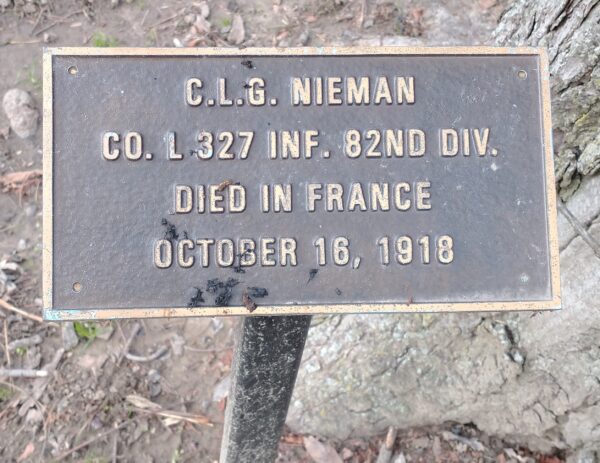 C.L.G. NIEMAN
CO. L 327 INF. 82ND DIV.
DIED IN FRANCE
OCTOBER 16, 1918